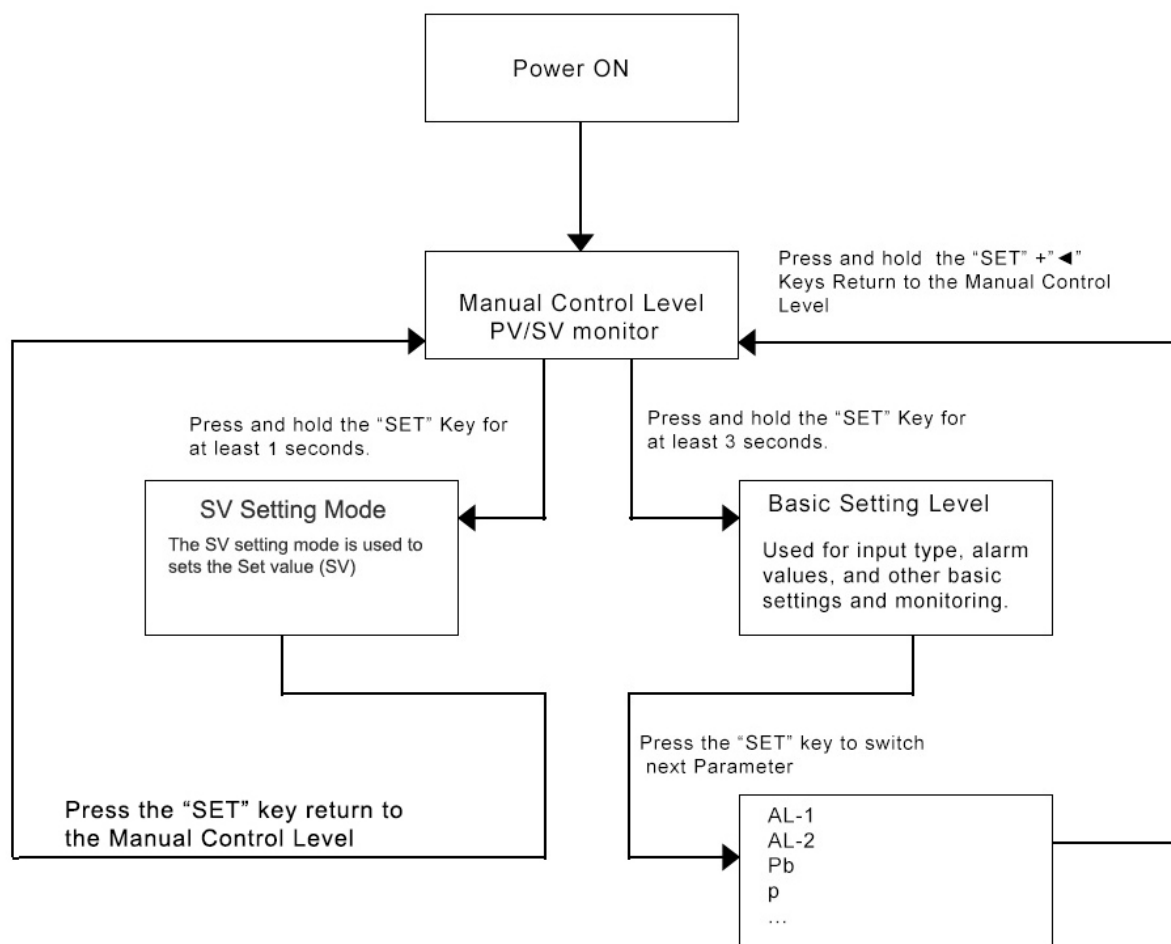 Power ON
Press and hold  the “SET” +”◄”
Keys Return to the Manual Control
Level
Manual Control Level
PV/SV monitor
Press and hold the “SET” Key for
at least 1 seconds.
Press and hold the “SET” Key for
at least 3 seconds.
SV Setting Mode
The SV setting mode is used to
sets the Set value (SV)
Basic Setting Level
Used for input type, alarm
values, and other basic
settings and monitoring.
Press the “SET” key to switch
next Parameter
Press the “SET” key return to
the Manual Control Level
AL-1
AL-2
Pb
p
...